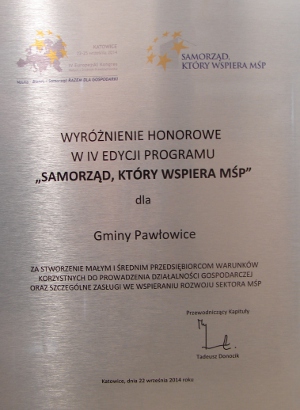 KATOWICE
SAMORZĄD,
KTÓRY WSPIERA MŚP
WYRÓŻNIENIE HONOROWE
W IV EDYCJI PROGRAMU
„SAMORZĄD, KTÓRY WSPIERA MŚP”
dla
Gminy Pawłowice
ZA STWORZENIE MAŁYM I ŚREDNIM PRZEDSIĘBIORCOM WARUNKÓW
KORZYSTNYCH DO PROWADZENIA DZIAŁALNOŚCI GOSPODARCZEJ
ORAZ SZCZEGÓLNE ZASŁUGI WE WSPIERANIU ROZWOJU SEKTORA MŚP
Przewodniczący Kapituły
Tadeusz Donocik
Katowice, dnia 22 września 2014 roku